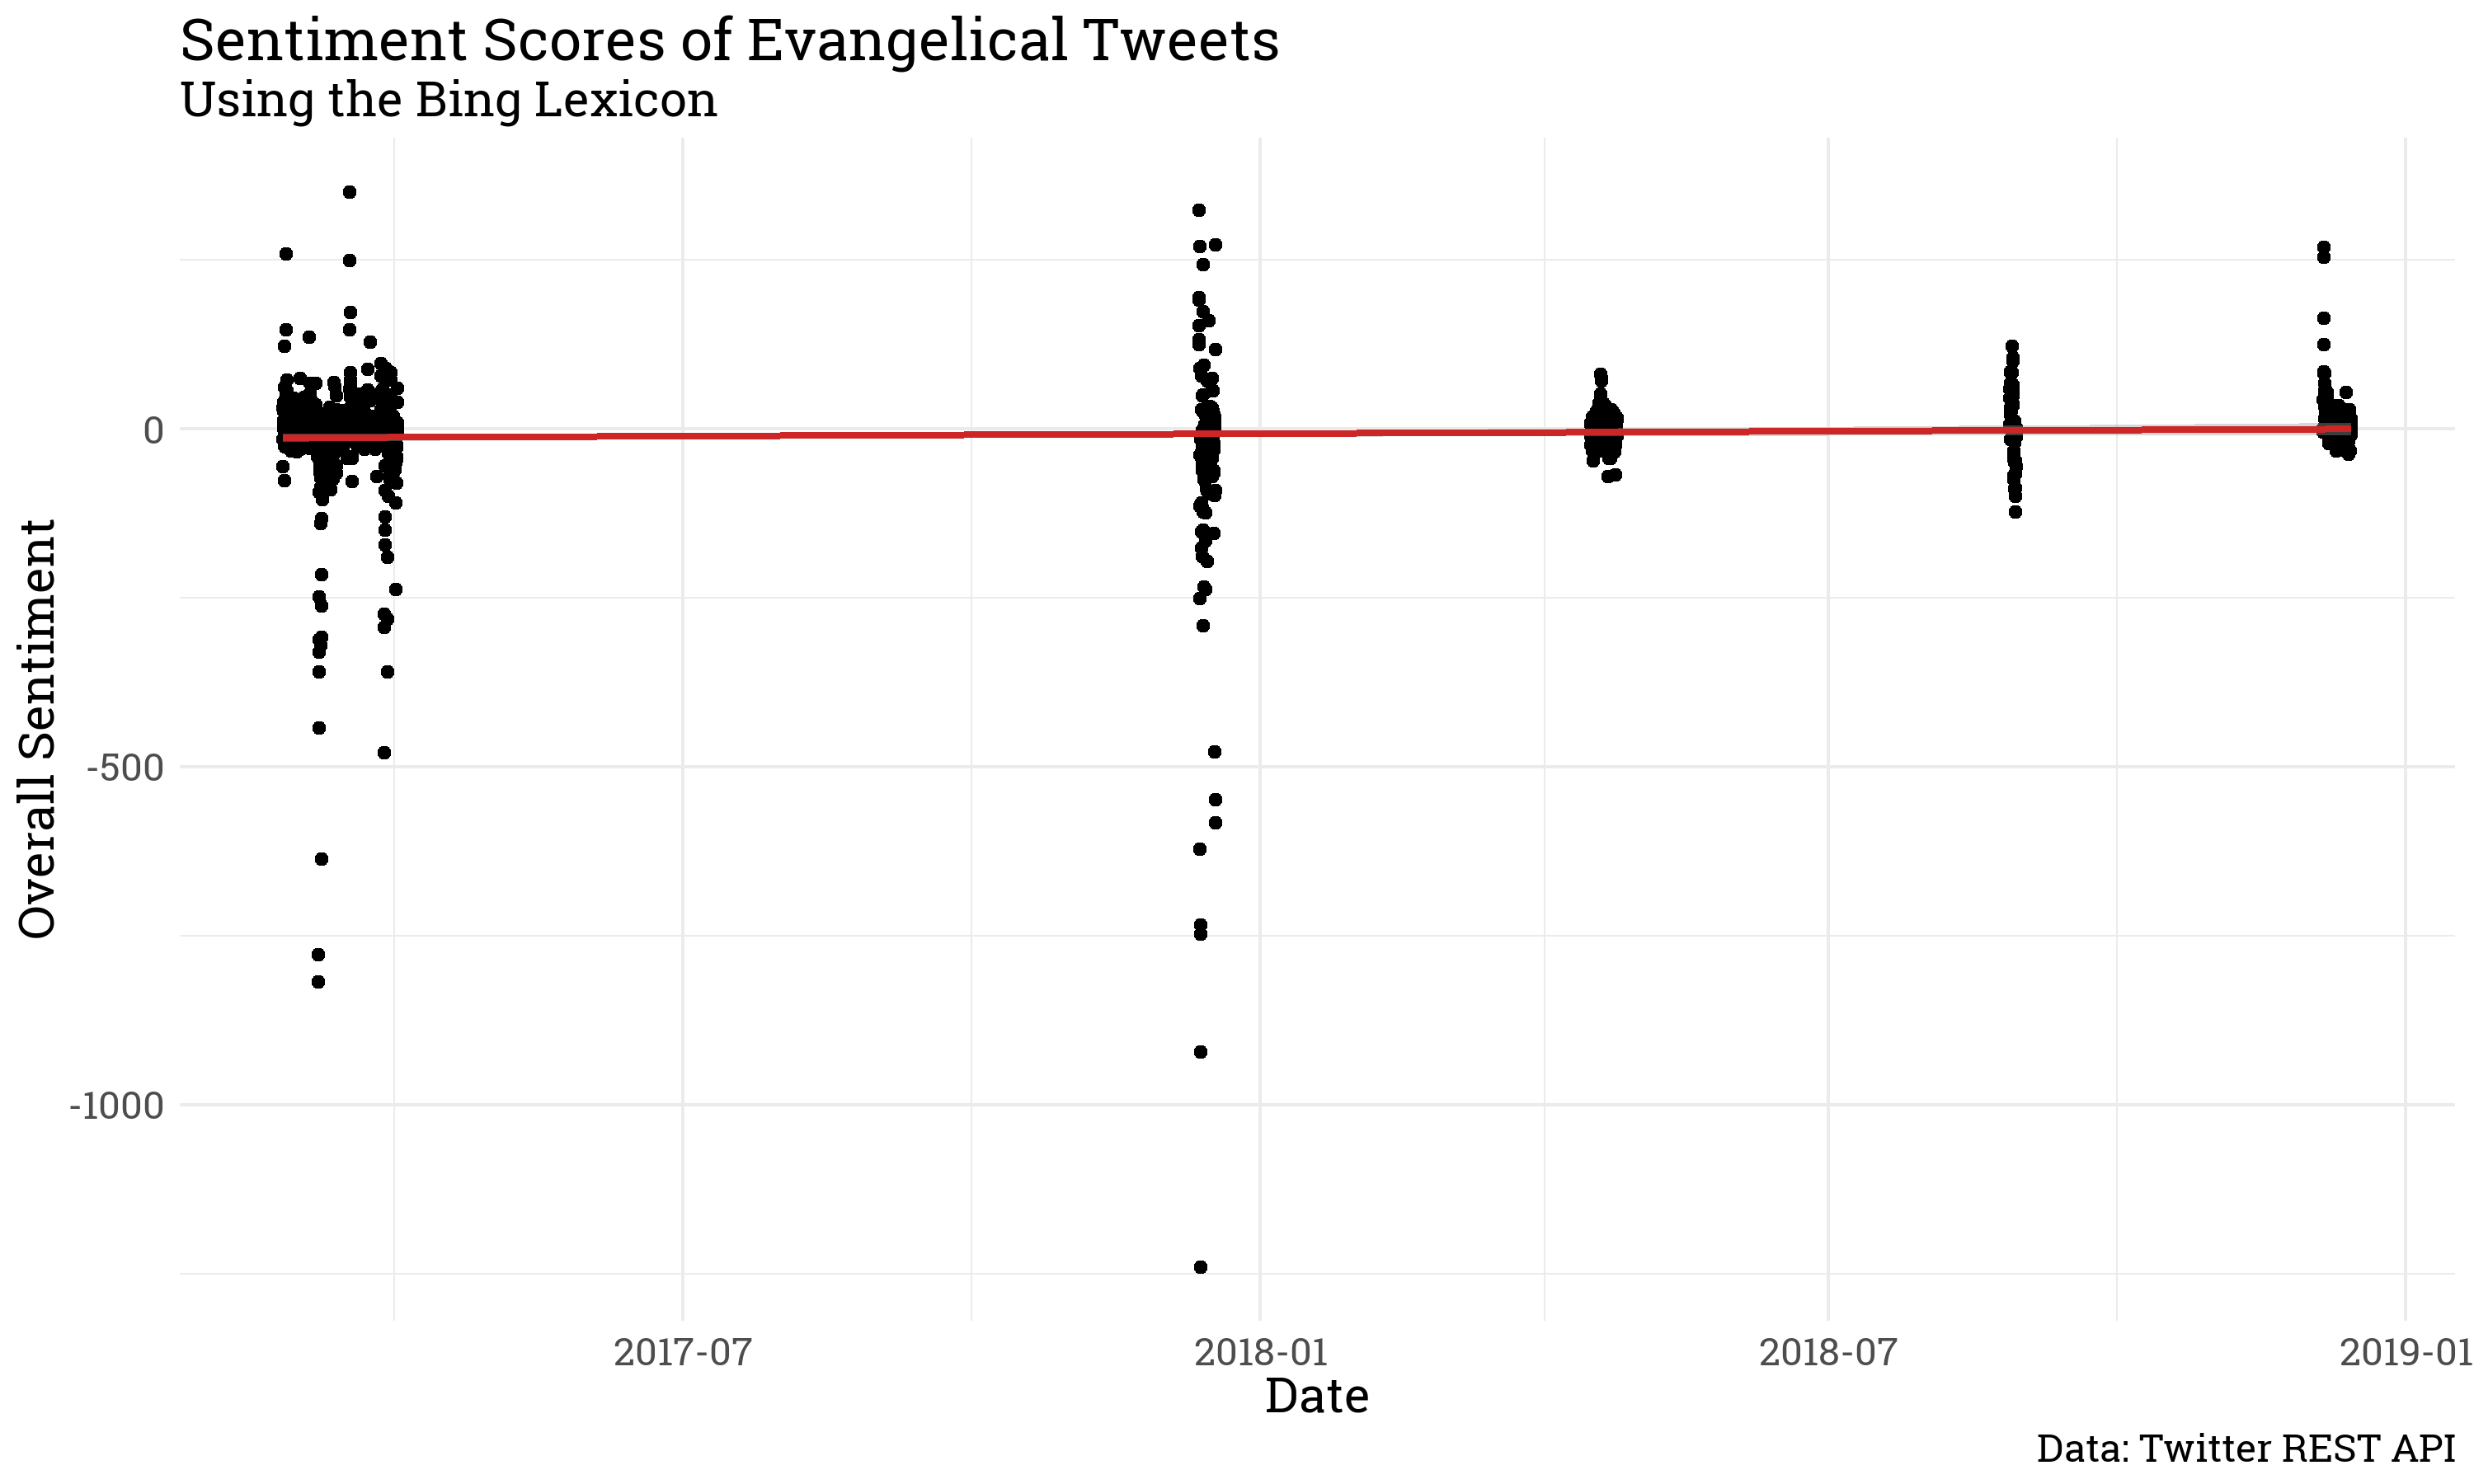 Sentiment Scores of Evangelical Tweets
Using the Bing Lexicon
Overall Sentiment
0
-500
-1000
2017-07
2018-01
2018-07
2019-01
Date
Data: Twitter REST API